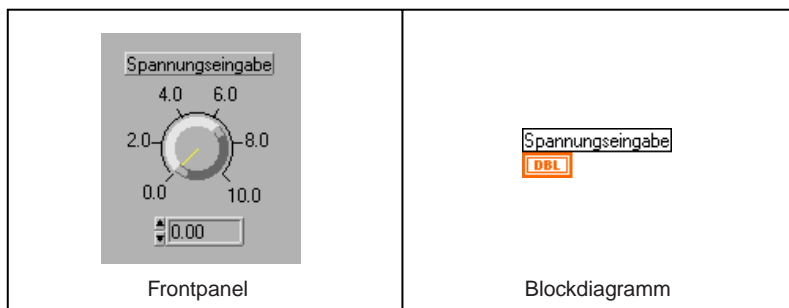 Spannungseingabe
4.0 6.0
2.0 8.0
0.0 10.0
0.00
Frontpanel
Spannungseingabe
DBL
Blockdiagramm